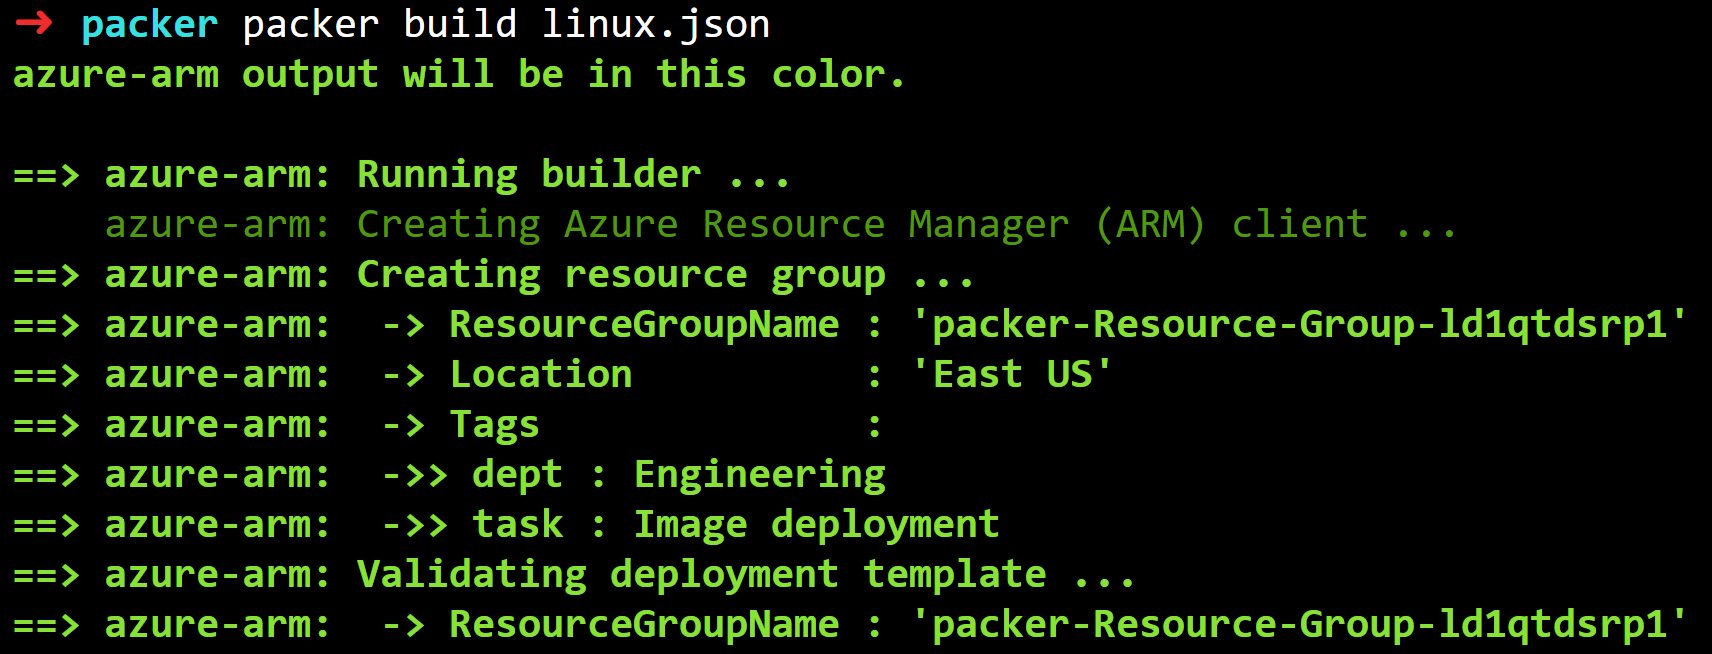 ➜ packer packer build linux.json
azure-arm output will be in this color.
==> azure-arm: Running builder ...
    azure-arm: Creating Azure Resource Manager (ARM) client ...
==> azure-arm: Creating resource group ...
==> azure-arm:  -> ResourceGroupName : 'packer-Resource-Group-ld1qtdsrp1'
==> azure-arm:  -> Location          : 'East US'
==> azure-arm:  -> Tags              :
==> azure-arm:  ->> dept : Engineering
==> azure-arm:  ->> task : Image deployment
==> azure-arm: Validating deployment template ...
==> azure-arm:  -> ResourceGroupName : 'packer-Resource-Group-ld1qtdsrp1'